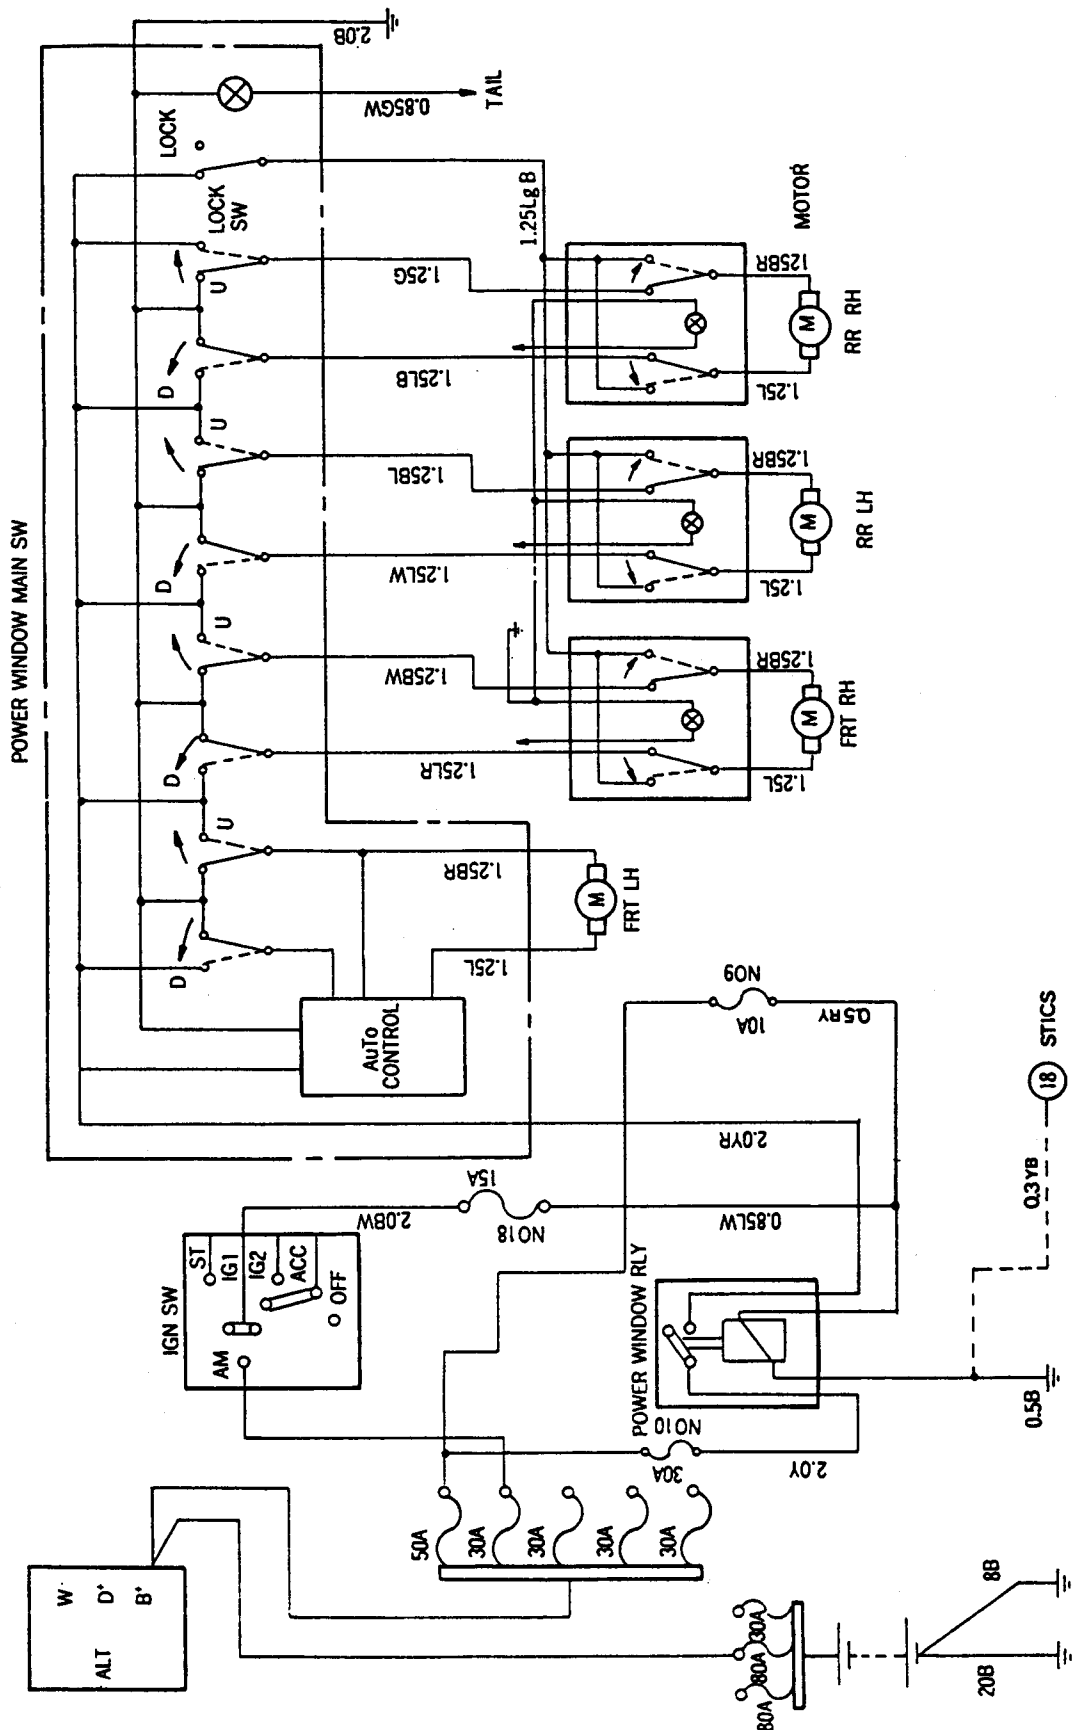 POWER WINDOW MAIN SW
2.0B
TAIL
0.85GW
LOCK
LOCK
SW
U
D
U
D
U
D
U
D
1.25LgB
1.25G
1.25LB
1.25BL
1.25LW
1.25BW
1.25LR
1.25BR
1.25L
MOTOR
125BR
M
RR RH
1.25L
1.25BR
M
RR LH
1.25L
1.25BR
M
FRT RH
1.25L
M
FRT LH
AuTo
CONTROL
NO9
10A
0.5RY
2.0YR
15A
NO18
2.0BW
0.85LW
IGN SW
ST
IG1
IG2
ACC
OFF
AM
POWER WINDOW RLY
NO10
30A
2.0Y
0.5B
0.3YB
18
STICS
50A
30A
30A
30A
30A
W
D+
B+
ALT
30A
80A
80A
20B
8B